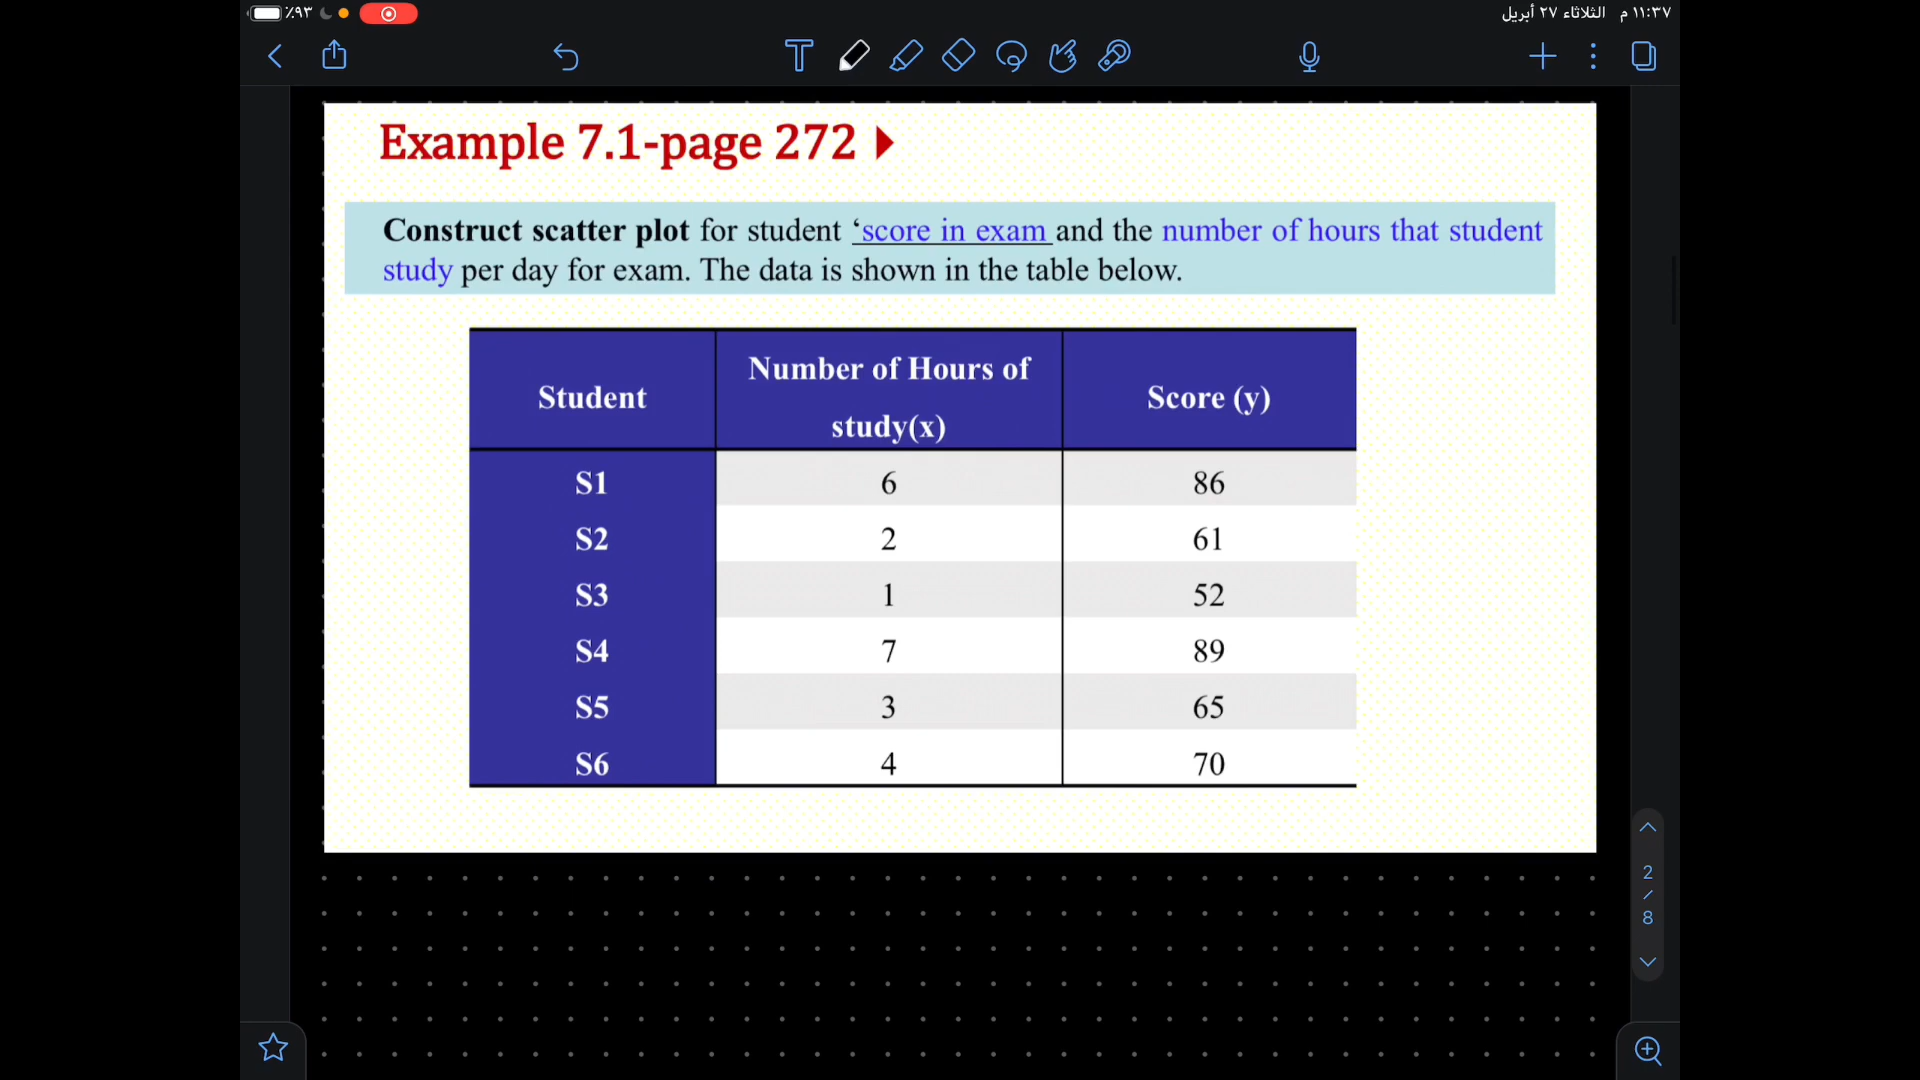 ٪٩٣
١١:٣٧ م الثلاثاء ٢٧ أبريل
Example 7.1-page 272
Construct scatter plot for student ‘score in exam and the number of hours that student
study per day for exam. The data is shown in the table below.
Student Number of Hours of study(x) Score (y)
S1 6 86
S2 2 61
S3 1 52
S4 7 89
S5 3 65
S6 4 70
2
/
8